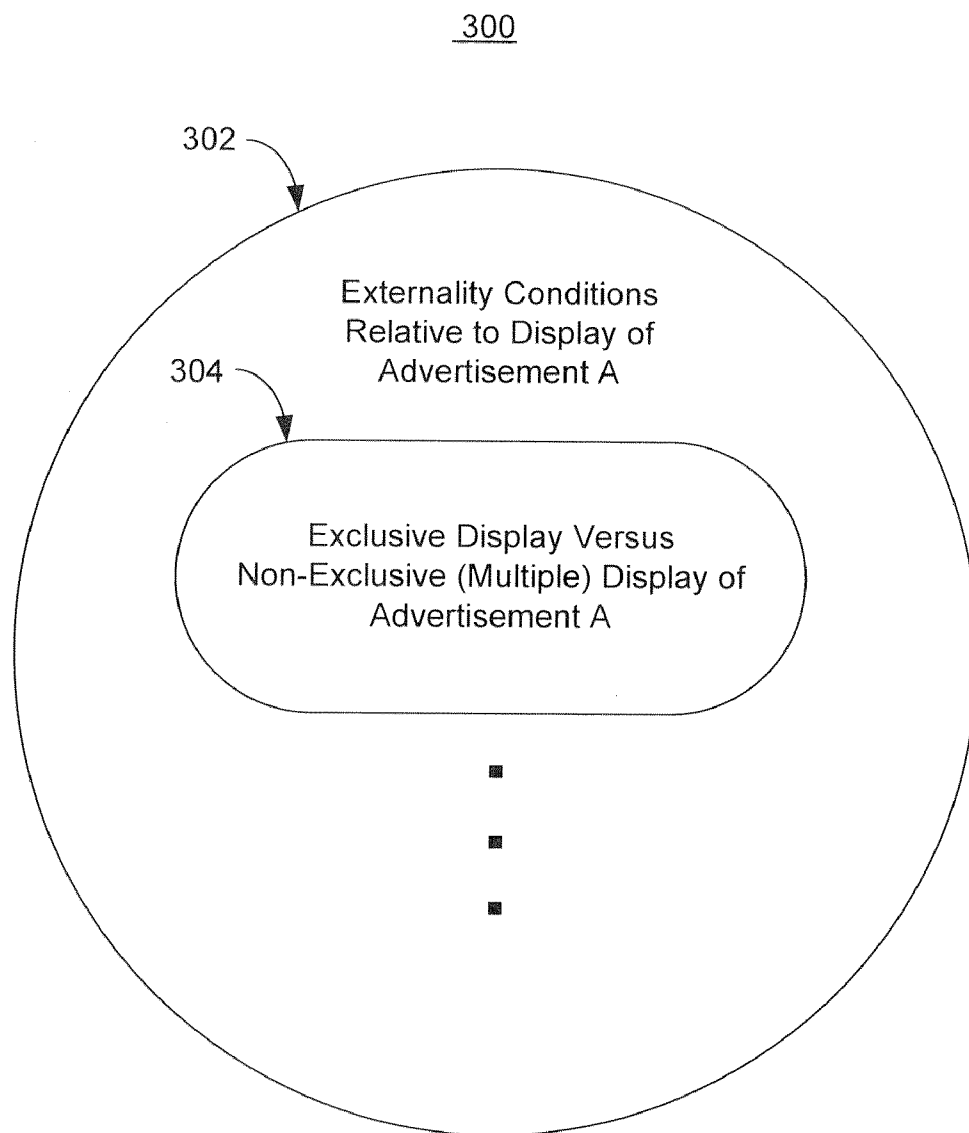 300
302
Externality Conditions
Relative to Display of
Advertisement A
304
Exclusive Display Versus
Non-Exclusive (Multiple) Display of
Advertisement A